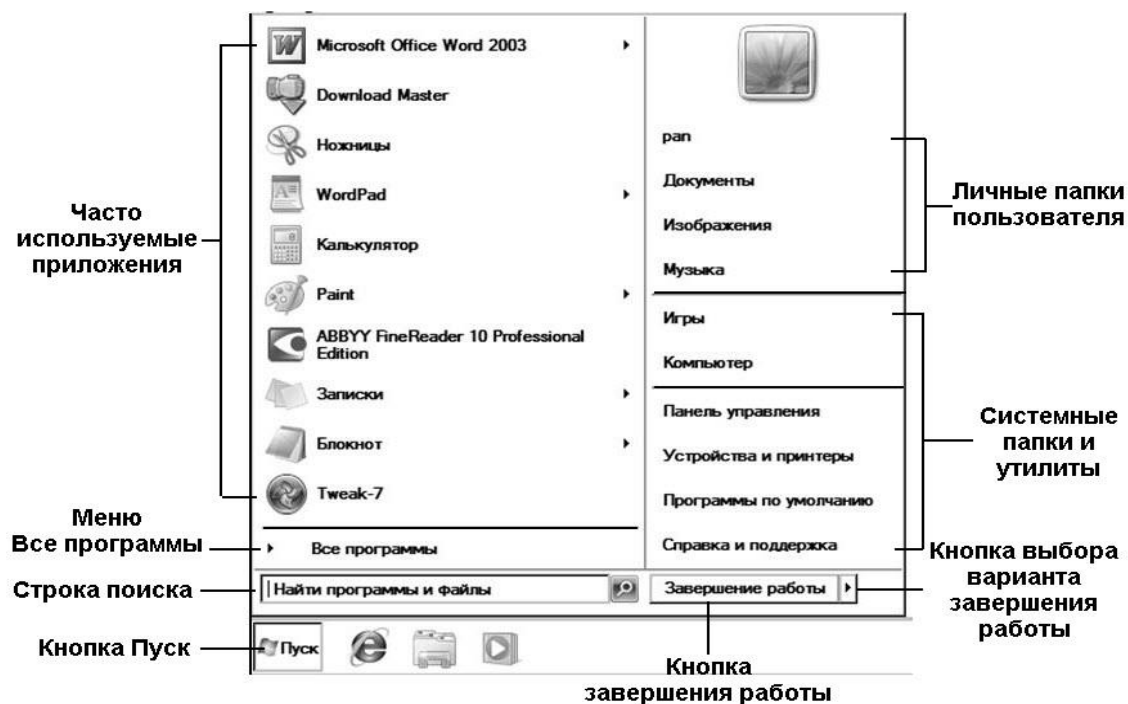 Microsoft Office Word 2003
Download Master
Ножницы
WordPad
Калькулятор
Paint
ABBYY FineReader 10 Professional
Edition
Записки
Блокнот
Tweak-7
Все программы
Найти программы и файлы
Пуск
pan
Документы
Изображения
Музыка
Игры
Компьютер
Панель управления
Устройства и принтеры
Программы по умолчанию
Справка и поддержка
Завершение работы
Часто
используемые
приложения
Меню
Все программы
Строка поиска
Кнопка Пуск
Личные папки
пользователя
Системные
папки и
утилиты
Кнопка выбора
варианта
завершения
работы
Кнопка
завершения работы